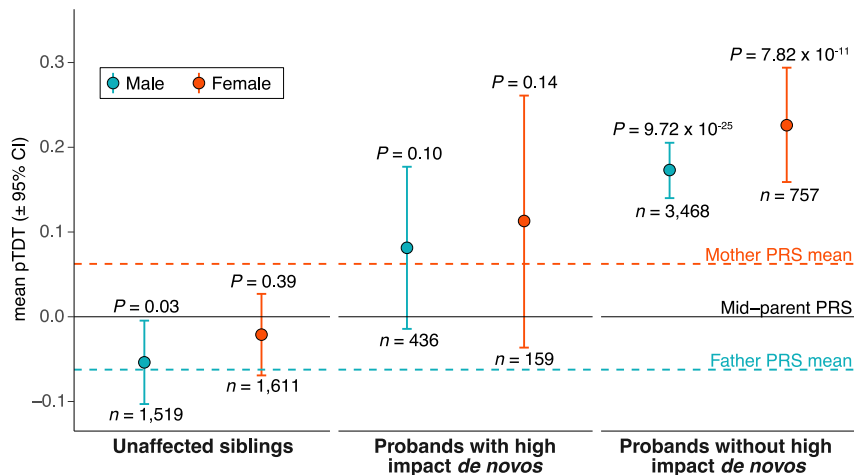 mean pTDT (± 95% CI)
0.3
0.2
0.1
0.0
−0.1
Male
Female
P = 0.03
P = 0.39
n = 1,519
n = 1,611
P = 0.10
P = 0.14
n = 436
n = 159
P = 9.72 x 10⁻²⁵
P = 7.82 x 10⁻¹¹
n = 3,468
n = 757
Mother PRS mean
Mid–parent PRS
Father PRS mean
Unaffected siblings
Probands with high
impact de novos
Probands without high
impact de novos